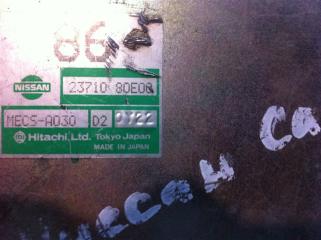 86
NISSAN
23710 80E00
MECS-A030 D2 0722
Hitachi, Ltd. Tokyo Japan
MADE IN JAPAN